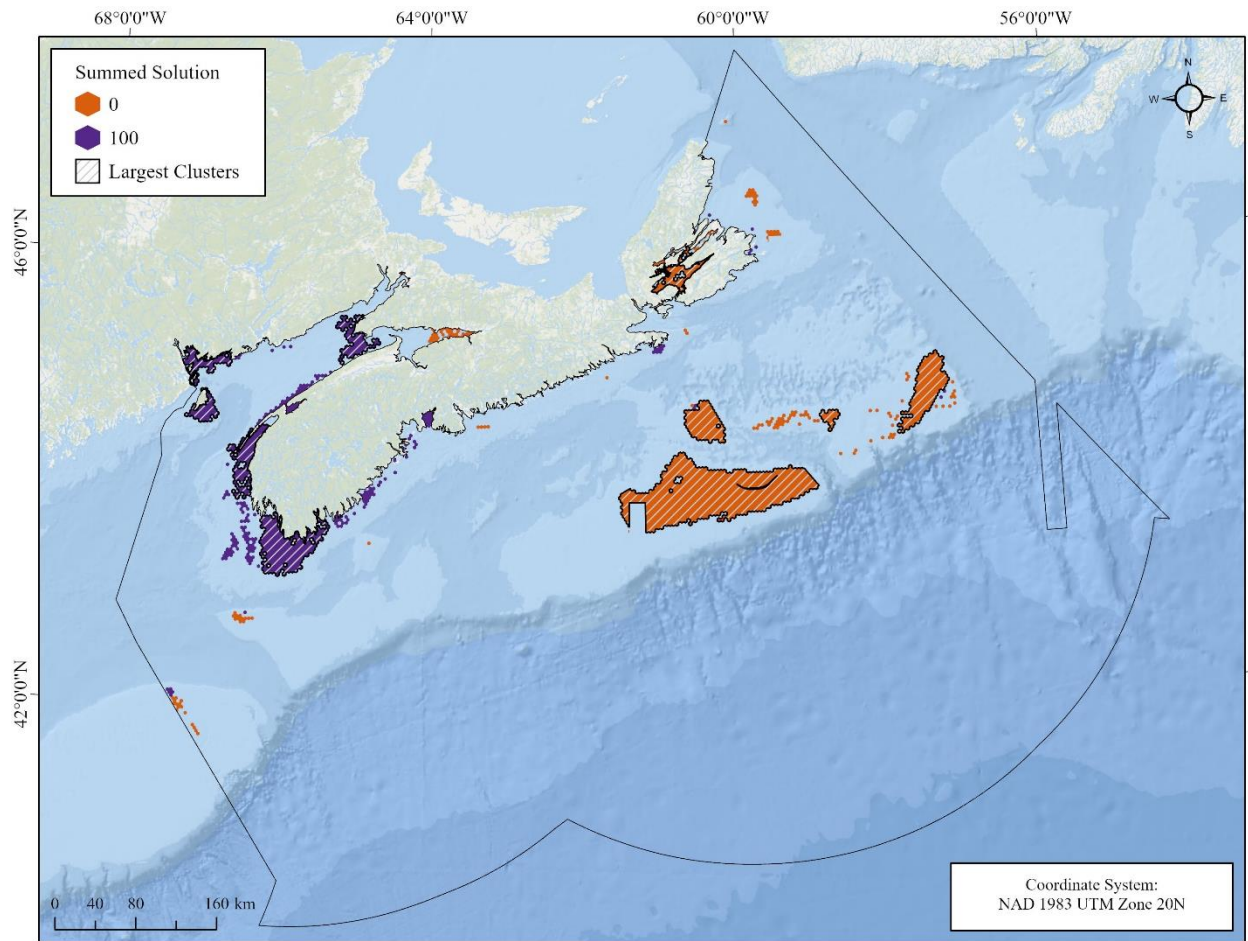 68°0'0"W 64°0'0"W 60°0'0"W 56°0'0"W
Summed Solution
0
100
Largest Clusters
N
W E
S
46°0'0"N
42°0'0"N
0 40 80 160 km
Coordinate System:
NAD 1983 UTM Zone 20N